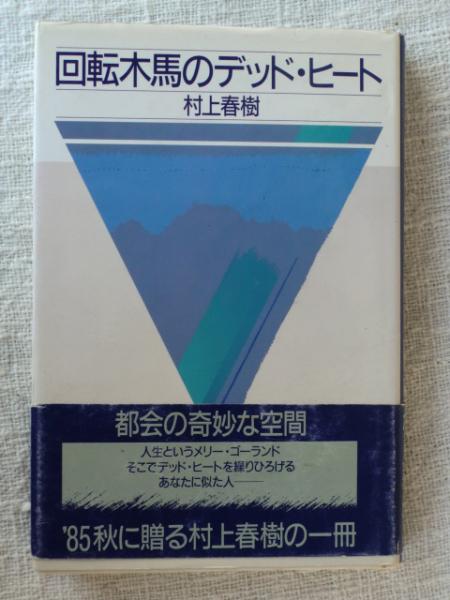 回転木馬のデッド・ヒート
村上春樹
都会の奇妙な空間
人生というメリー・ゴーランド
そこでデッド・ヒートを繰りひろげる
あなたに似た人──
'85秋に贈る村上春樹の一冊